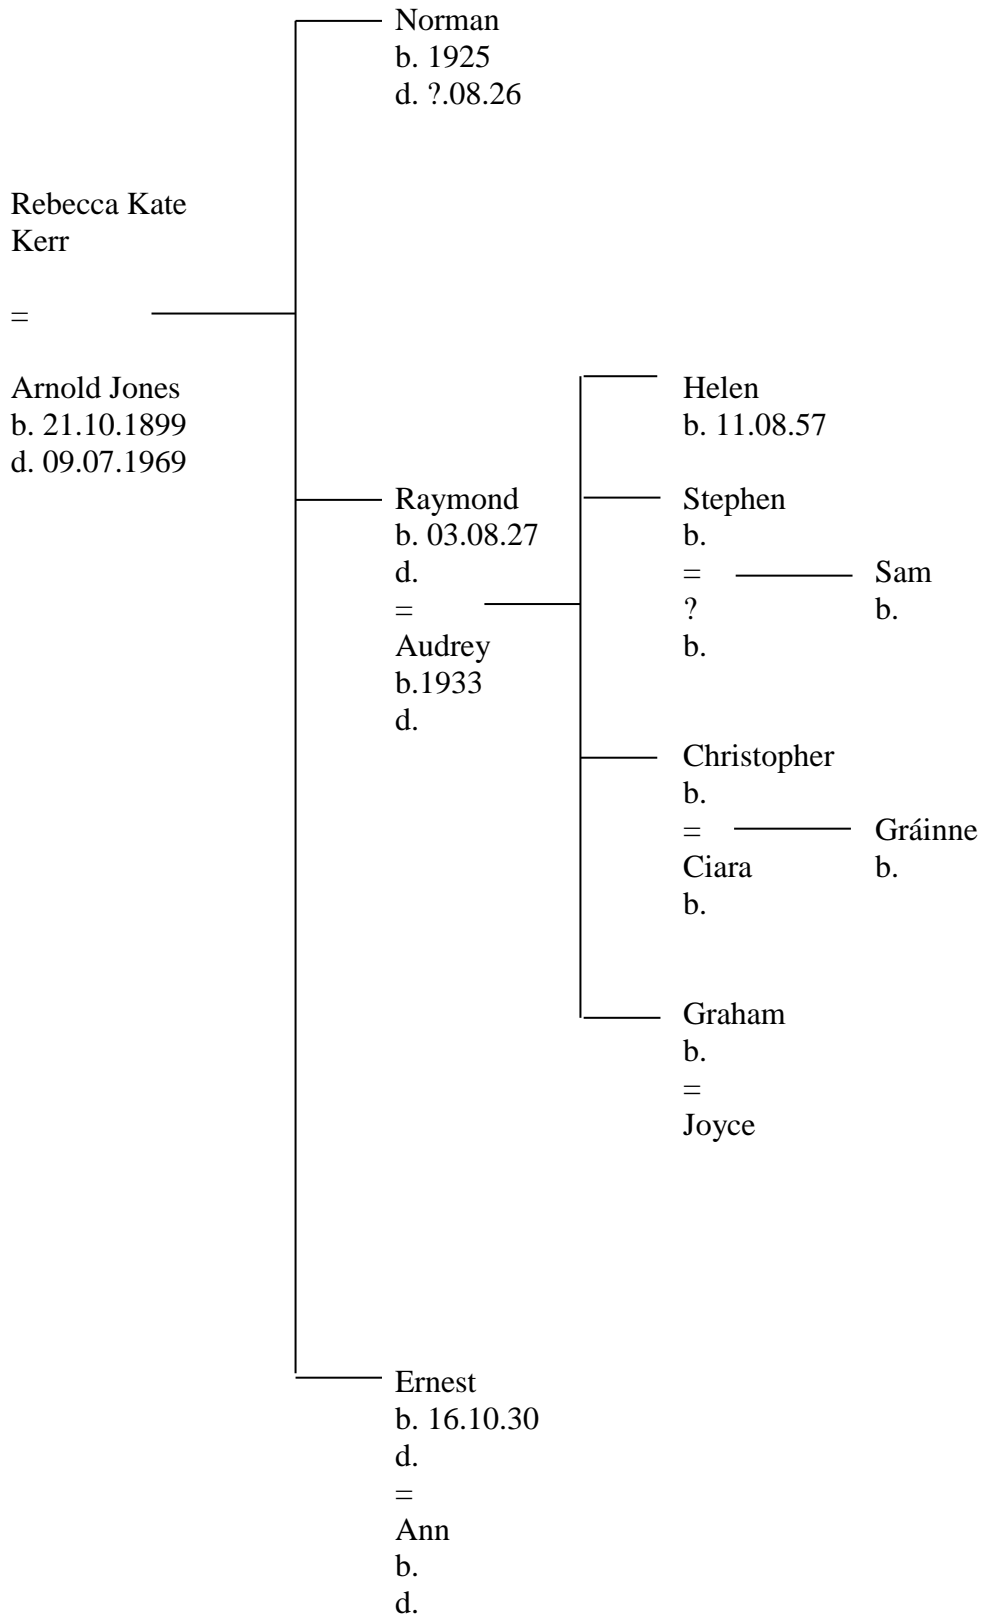 Norman
b. 1925
d. ?.08.26
Rebecca Kate
Kerr
=
Arnold Jones
b. 21.10.1899
d. 09.07.1969
Raymond
b. 03.08.27
d.
=
Audrey
b.1933
d.
Helen
b. 11.08.57
Stephen
b.
=
?
b.
Sam
b.
Christopher
b.
=
Ciara
b.
Gráinne
b.
Graham
b.
=
Joyce
Ernest
b. 16.10.30
d.
=
Ann
b.
d.